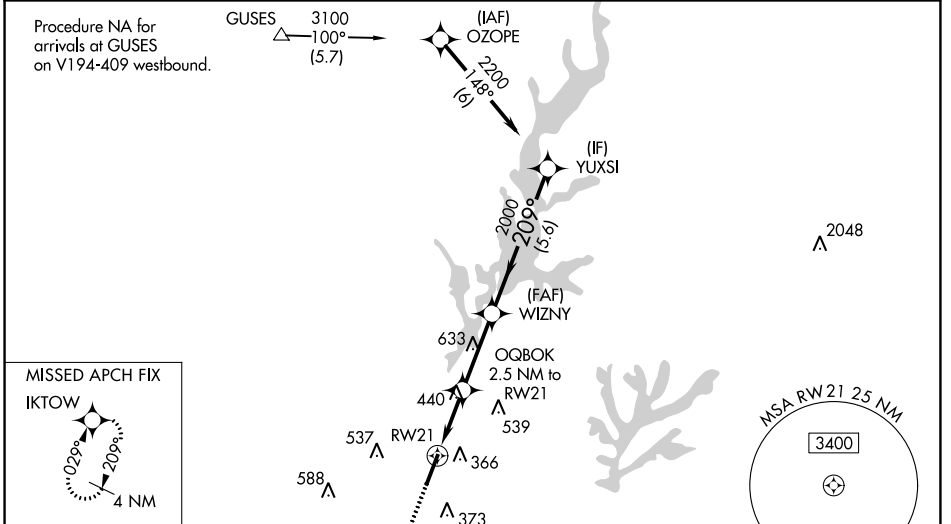 Procedure NA for
arrivals at GUSES
on V194-409 westbound.
GUSES
3100
100°
(5.7)
(IAF)
OZOPE
2200
148°
(6)
(IF)
YUXSI
2000
209°
(5.6)
2048
(FAF)
WIZNY
633
OQBOK
2.5 NM to
RW21
440
539
MISSED APCH FIX
IKTOW
029°
209°
4 NM
537
RW21
366
588
373
MSA RW21 25 NM
3400